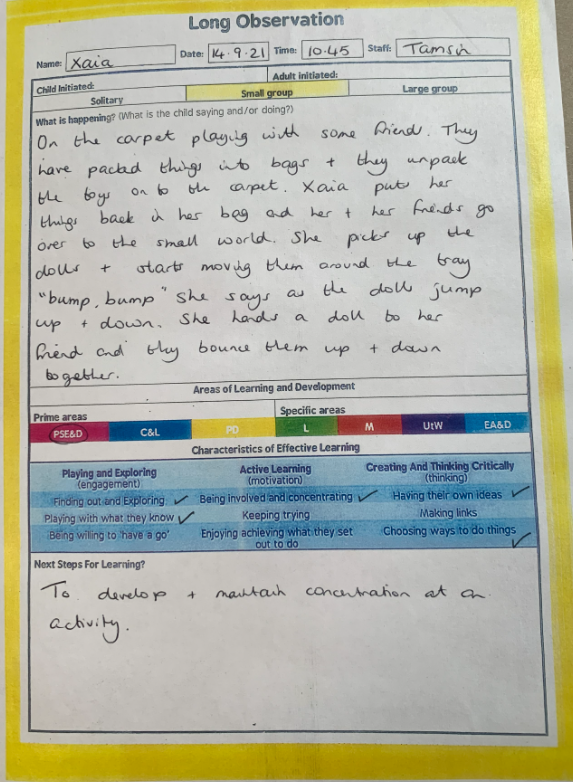 Long Observation
Name: Xaia Date: 14.9.21 Time: 10.45 Staff: Tamsin
Child Initiated: Adult initiated:
Solitary Small group Large group
What is happening? (What is the child saying and/or doing?)
On the carpet playing with some friend. They
have packed things into bags + they unpack
the toys on to the carpet. Xaia puts her
things back in her bag and her + her friends go
over to the small world. She picks up the
dolls + starts moving them around the tray
"bump, bump" She says as the dolls jump
up + down. She hands a doll to her
friend and they bounce them up + down
together.
Areas of Learning and Development
Prime areas Specific areas
PSE&D C&L PD L M UtW EA&D
Characteristics of Effective Learning
Playing and Exploring Active Learning Creating And Thinking Critically
(engagement) (motivation) (thinking)
Finding out and Exploring ✓ Being involved and concentrating ✓ Having their own ideas ✓
Playing with what they know ✓ Keeping trying Making links
Being willing to 'have a go' Enjoying achieving what they set Choosing ways to do things ✓
out to do
Next Steps For Learning?
To develop + maintain concentration at an
activity.